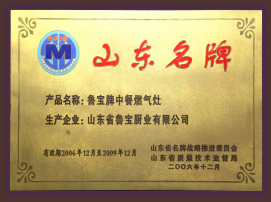 山东名牌
产品名称：鲁宝牌中餐燃气灶
生产企业：山东省鲁宝厨业有限公司
有效期2006年12月至2009年12月
山东省名牌战略推进委员会
山东省质量技术监督局
二〇〇六年十二月